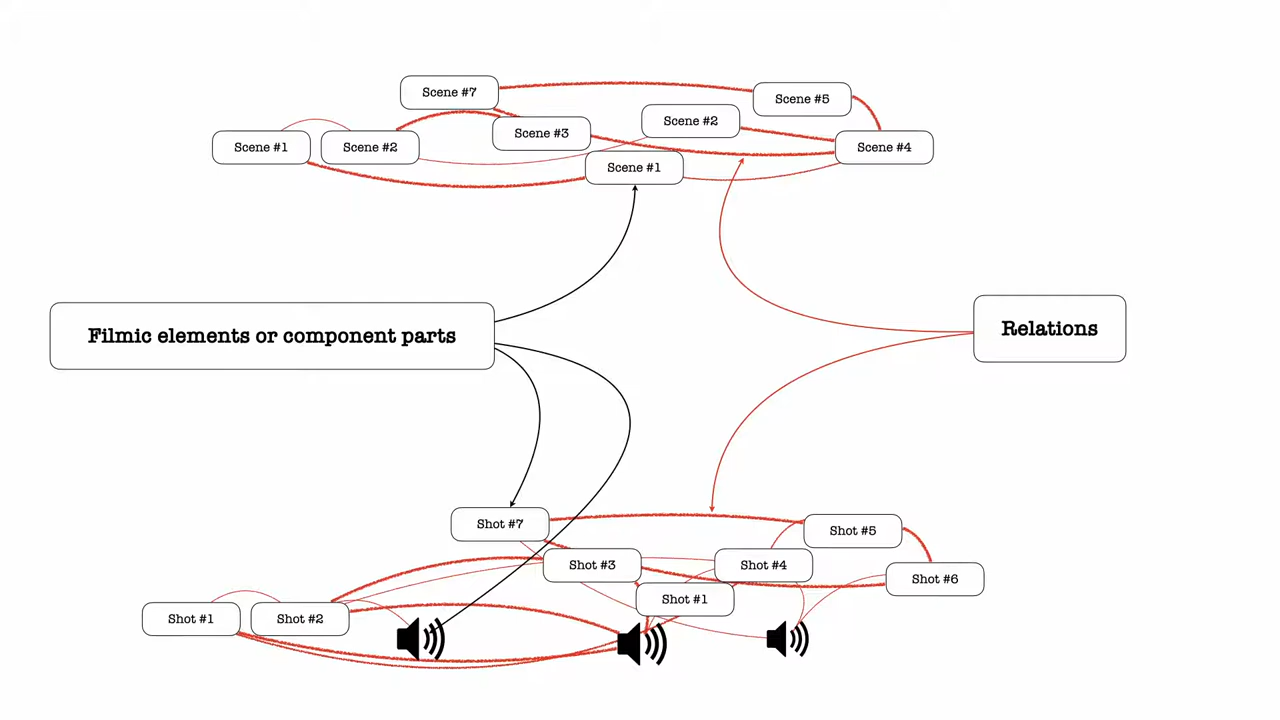 Scene #7
Scene #5
Scene #2
Scene #3
Scene #1
Scene #2
Scene #4
Scene #1
Filmic elements or component parts
Relations
Shot #7
Shot #5
Shot #3
Shot #4
Shot #6
Shot #1
Shot #1
Shot #2